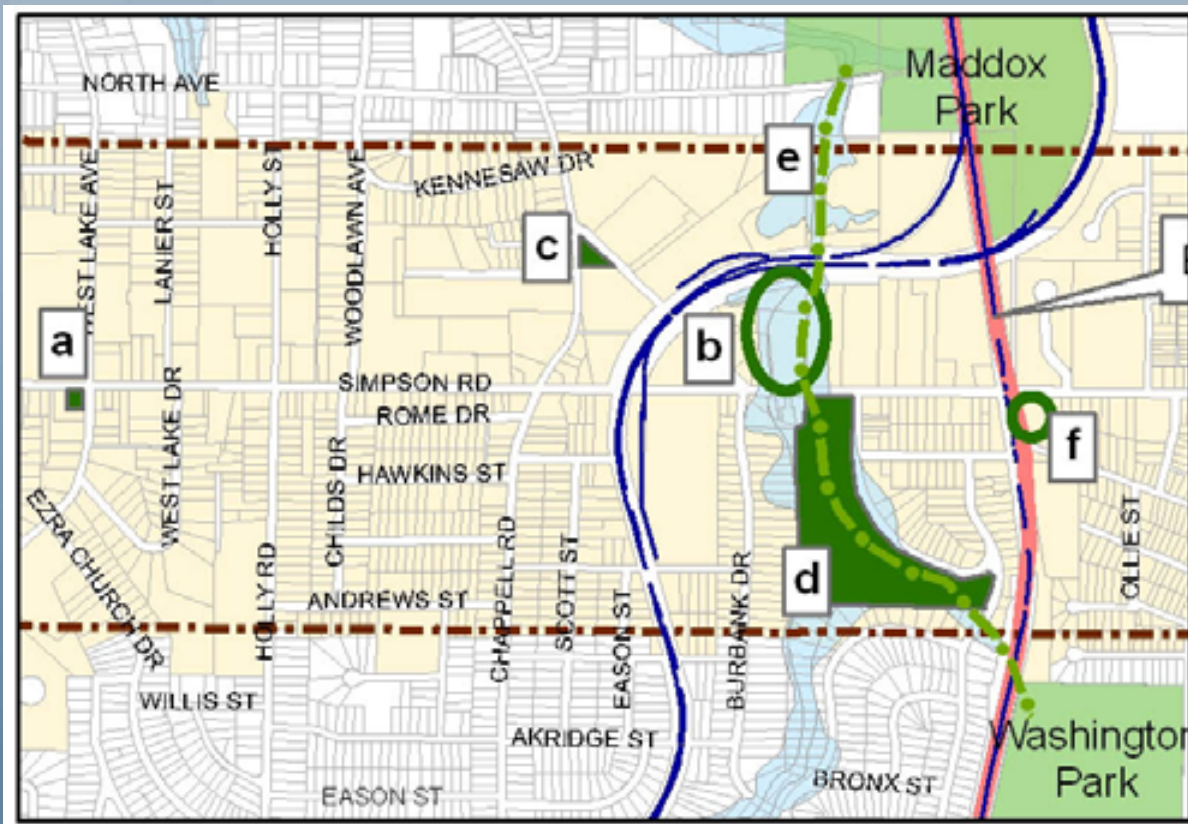 Maddox
Park
NORTH AVE
e
KENNESAW DR
WEST LAKE AVE
LANIER ST
HOLLY ST
WOODLAWN AVE
c
E
a
b
SIMPSON RD
ROME DR
f
WEST LAKE DR
CHILDS DR
HAWKINS ST
EZRA CHURCH DR
HOLLY RD
CHAPPELL RD
SCOTT ST
EASON ST
BURBANK DR
d
OLLIE ST
ANDREWS ST
WILLIS ST
AKRIDGE ST
Washington
Park
BRONX ST
EASON ST